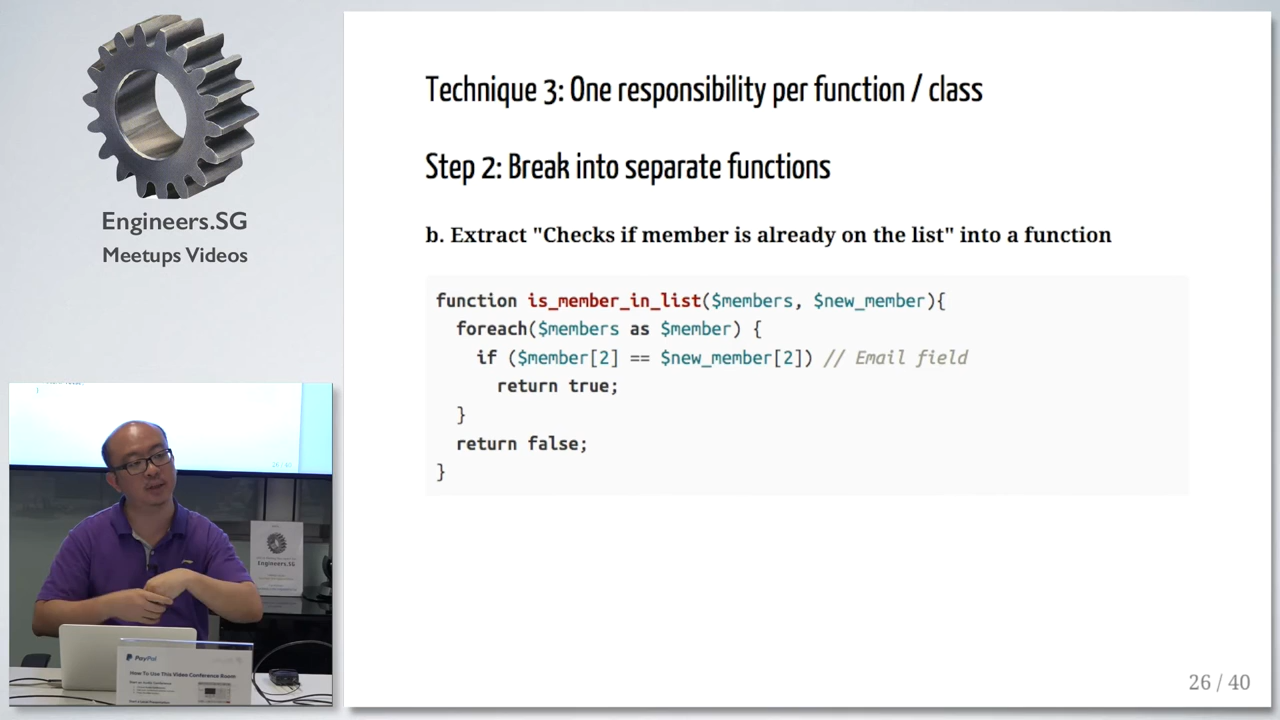 Engineers.SG
Meetups Videos
Technique 3: One responsibility per function / class
Step 2: Break into separate functions
b. Extract "Checks if member is already on the list" into a function
function is_member_in_list($members, $new_member){
foreach($members as $member) {
if ($member[2] == $new_member[2]) // Email field
return true;
}
return false;
}
26 / 40
26 / 40
Engineers.SG
PayPal
How To Use This Video Conference Room